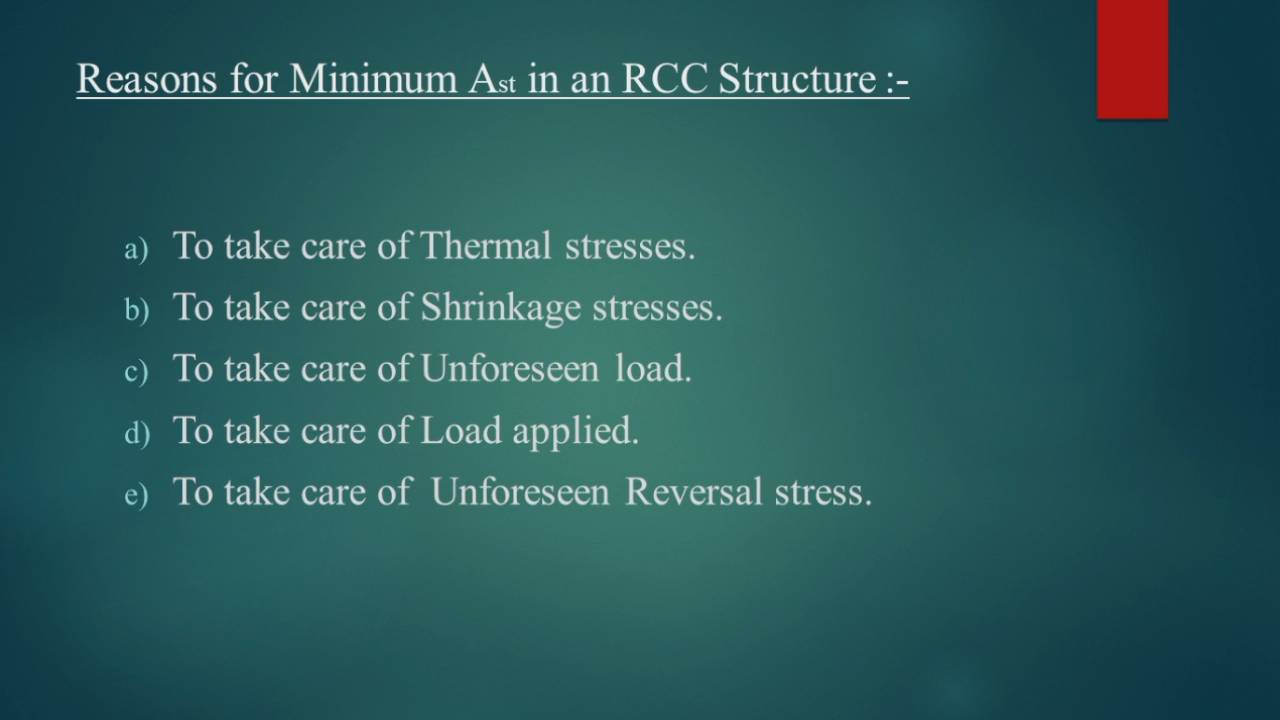 Reasons for Minimum Ast in an RCC Structure :-
a) To take care of Thermal stresses.
b) To take care of Shrinkage stresses.
c) To take care of Unforeseen load.
d) To take care of Load applied.
e) To take care of Unforeseen Reversal stress.